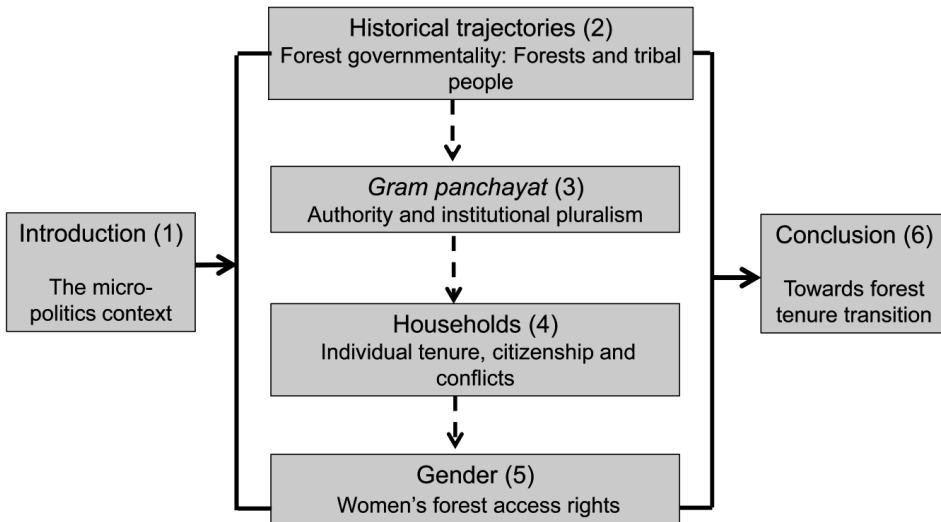 Historical trajectories (2)
Forest governmentality: Forests and tribal
people
Gram panchayat (3)
Authority and institutional pluralism
Introduction (1)
The micro-
politics context
Households (4)
Individual tenure, citizenship and
conflicts
Gender (5)
Women’s forest access rights
Conclusion (6)
Towards forest
tenure transition